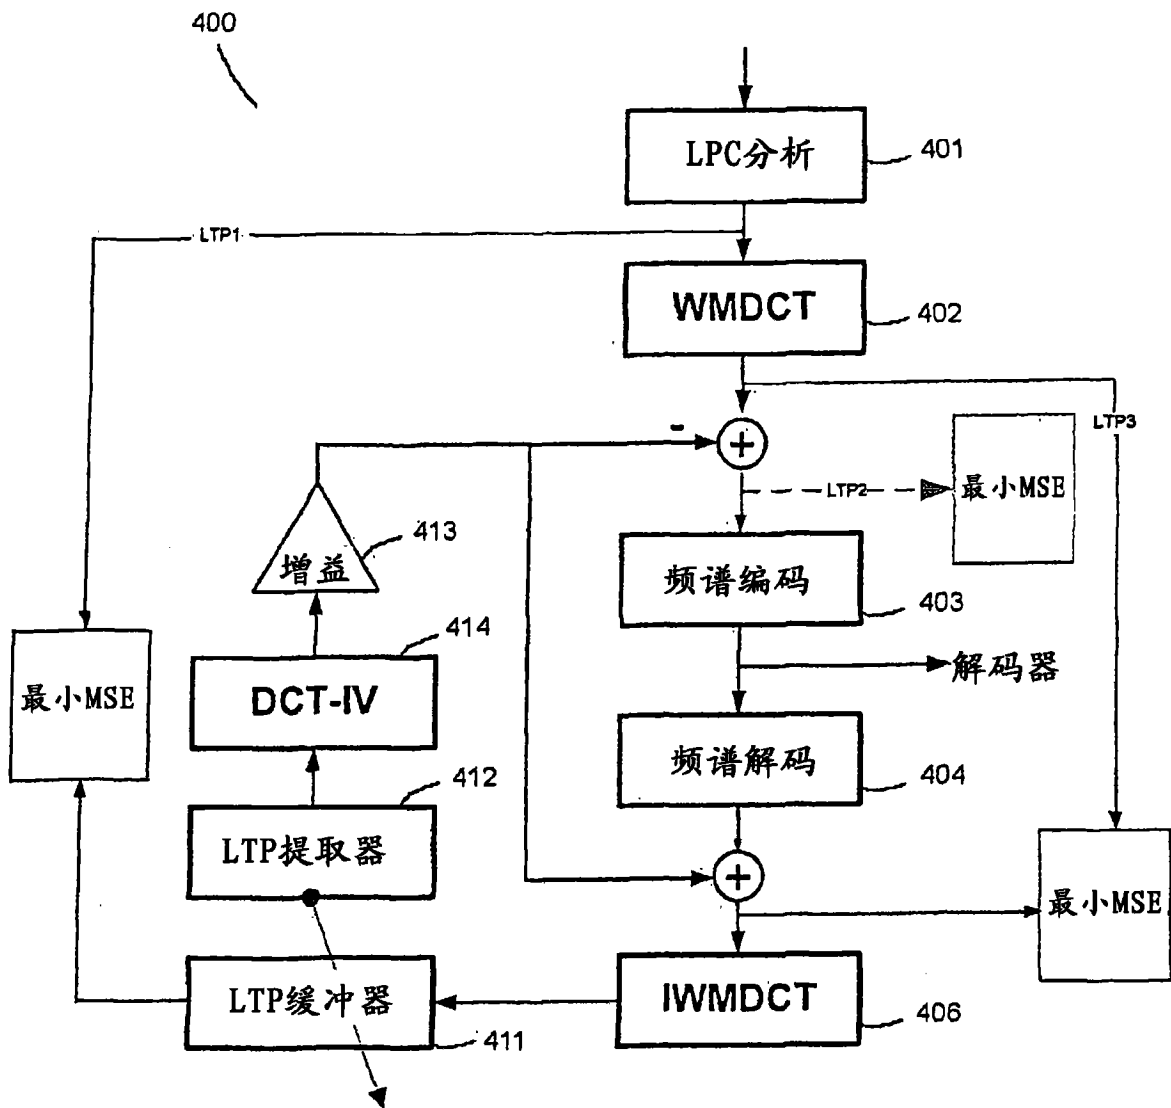 400
LPC分析
401
LTP1
WMDCT
402
-
+
LTP3
LTP2
最小MSE
增益
413
频谱编码
403
414
解码器
最小MSE
DCT-IV
频谱解码
404
412
LTP提取器
+
最小MSE
LTP缓冲器
411
IWMDCT
406